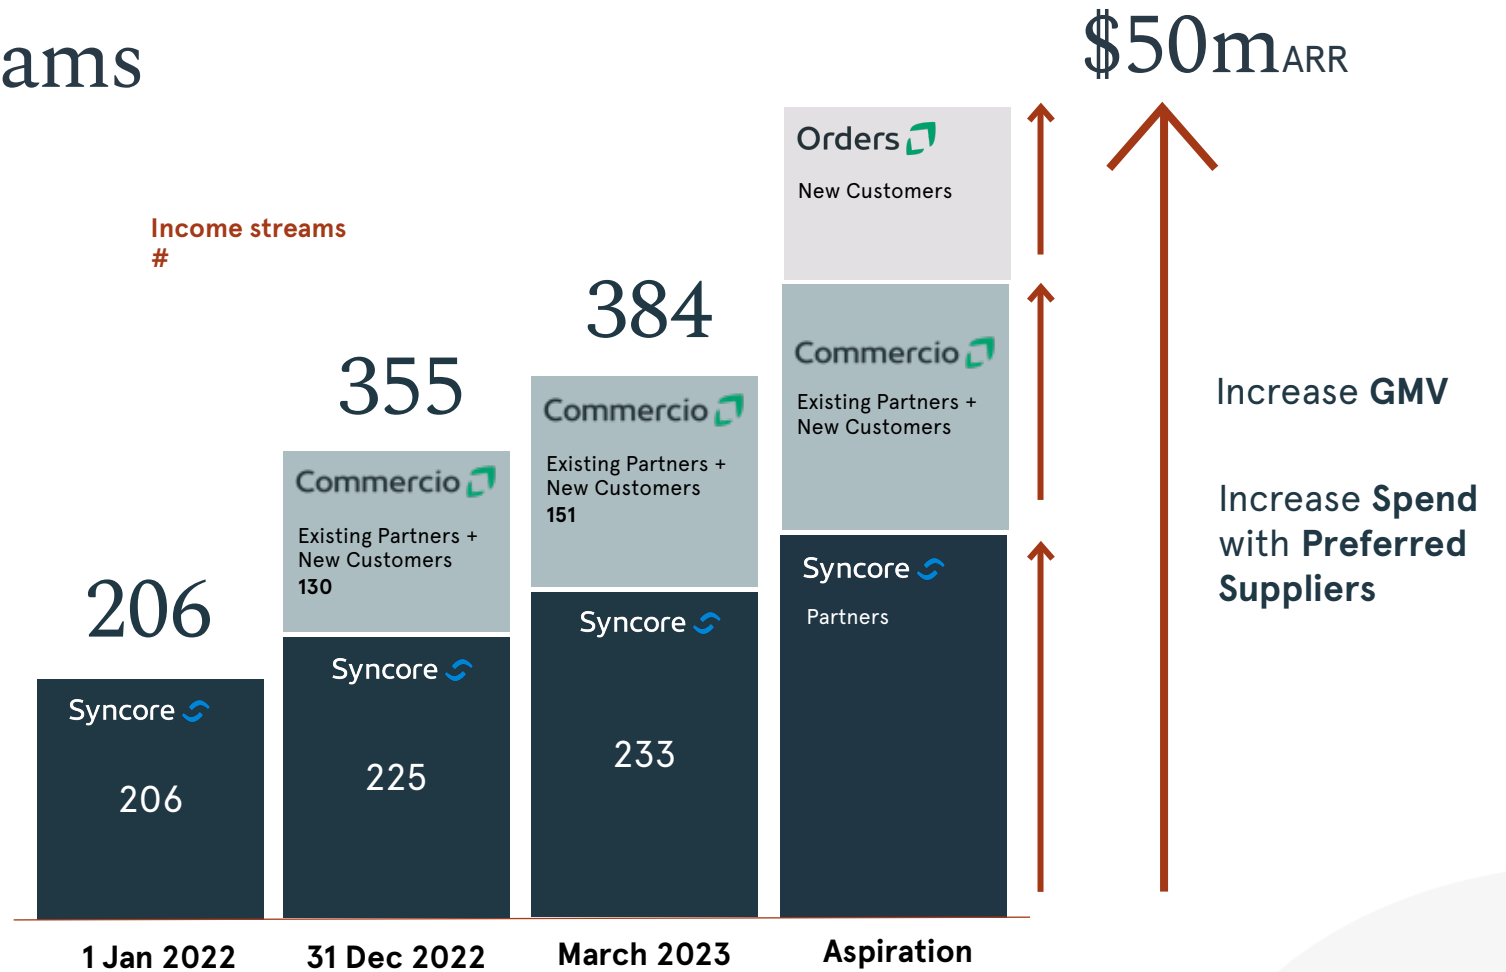 ams
$50m ARR
Income streams
#
206
Syncore
206
1 Jan 2022
355
Commercio
Existing Partners +
New Customers
130
Syncore
225
31 Dec 2022
384
Commercio
Existing Partners +
New Customers
151
Syncore
233
March 2023
Orders
New Customers
Commercio
Existing Partners +
New Customers
Syncore
Partners
Aspiration
Increase GMV
Increase Spend
with Preferred
Suppliers